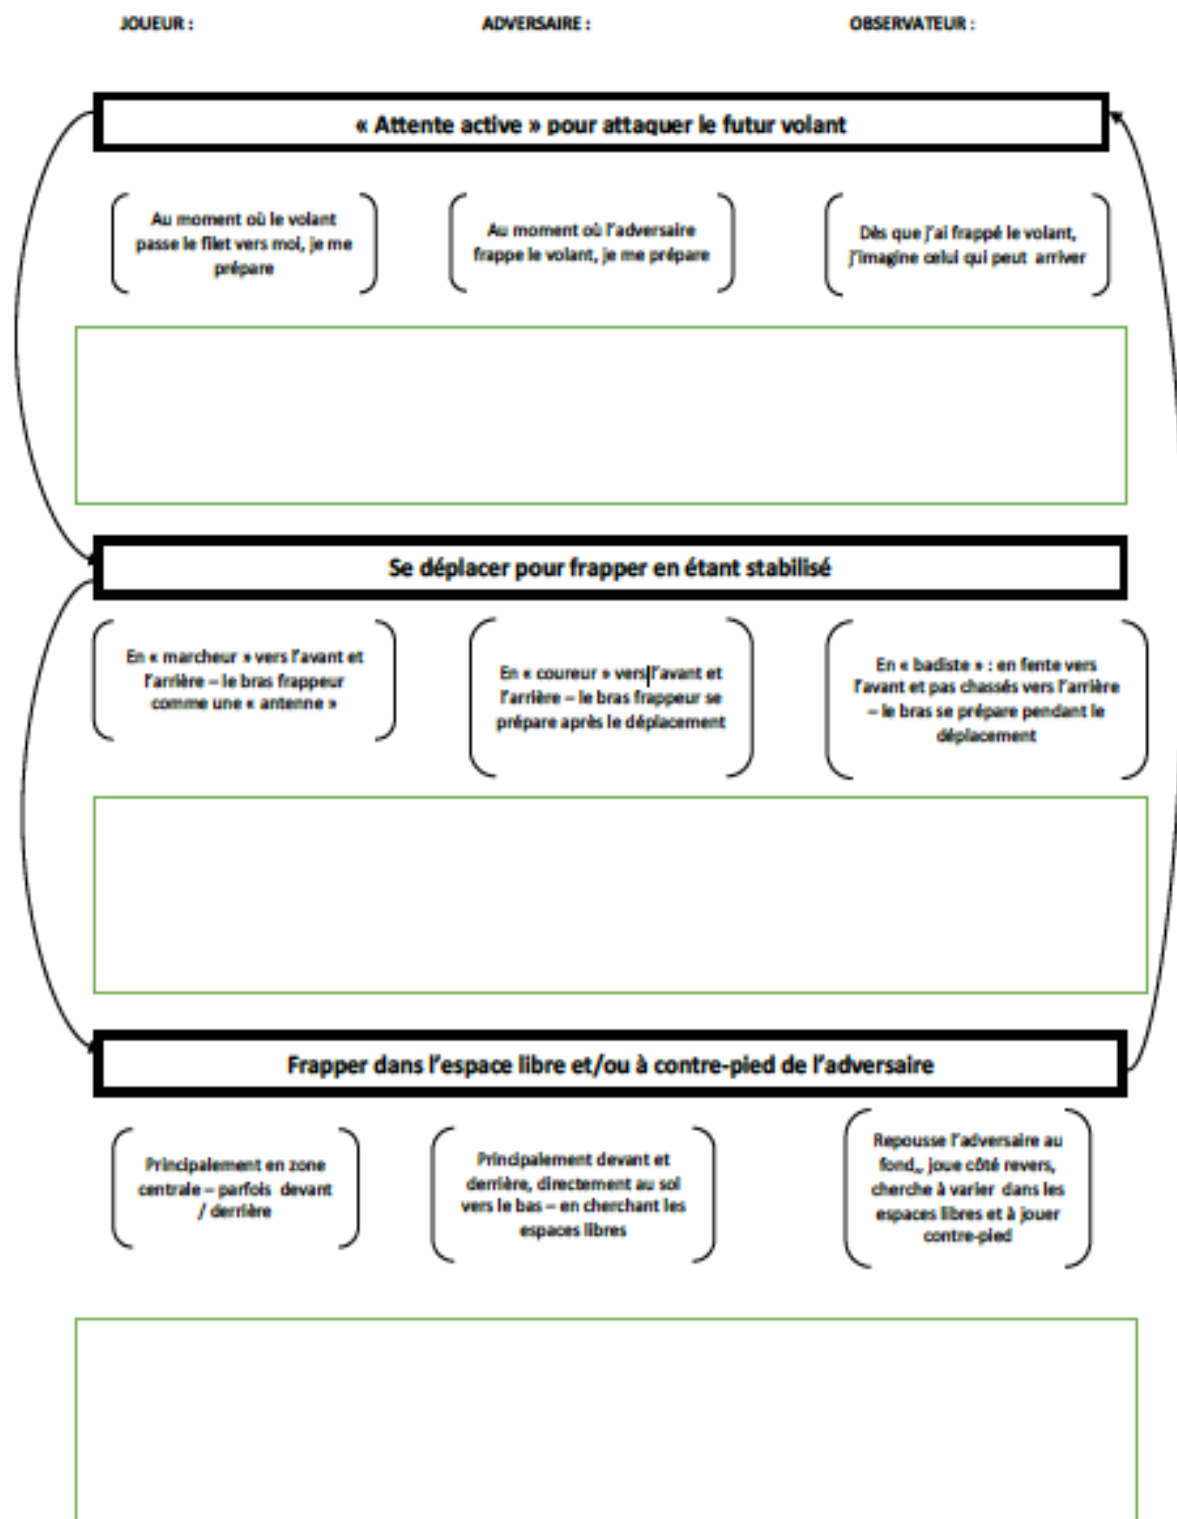 JOUEUR :
ADVERSAIRE :
OBSERVATEUR :
« Attente active » pour attaquer le futur volant
Au moment où le volant
passe le filet vers moi, je me
prépare
Au moment où l'adversaire
frappe le volant, je me prépare
Dès que j'ai frappé le volant,
j'imagine celui qui peut arriver
Se déplacer pour frapper en étant stabilisé
En « marcheur » vers l'avant et
l'arrière – le bras frappeur
comme une « antenne »
En « coureur » vers l'avant et
l'arrière – le bras frappeur se
prépare après le déplacement
En « badiste » : en fente vers
l'avant et pas chassés vers l'arrière
– le bras se prépare pendant le
déplacement
Frapper dans l'espace libre et/ou à contre-pied de l'adversaire
Principalement en zone
centrale – parfois devant
/ derrière
Principalement devant et
derrière, directement au sol
vers le bas – en cherchant les
espaces libres
Repousse l'adversaire au
fond,, joue côté revers,
cherche à varier dans les
espaces libres et à jouer
contre-pied